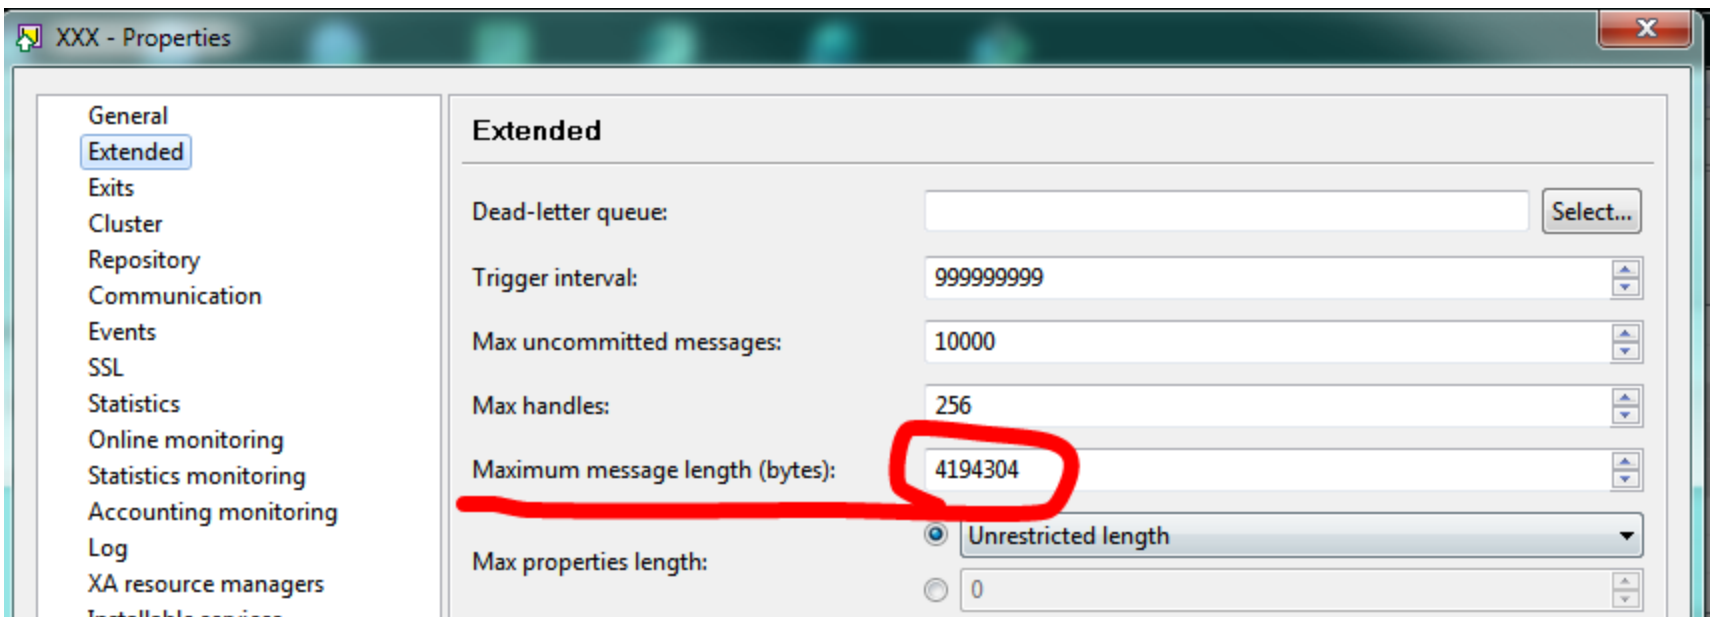 XXX - Properties
General
Extended
Exits
Cluster
Repository
Communication
Events
SSL
Statistics
Online monitoring
Statistics monitoring
Accounting monitoring
Log
XA resource managers
Extended
Dead-letter queue: Select...
Trigger interval: 999999999
Max uncommitted messages: 10000
Max handles: 256
Maximum message length (bytes): 4194304
Unrestricted length
Max properties length:
0